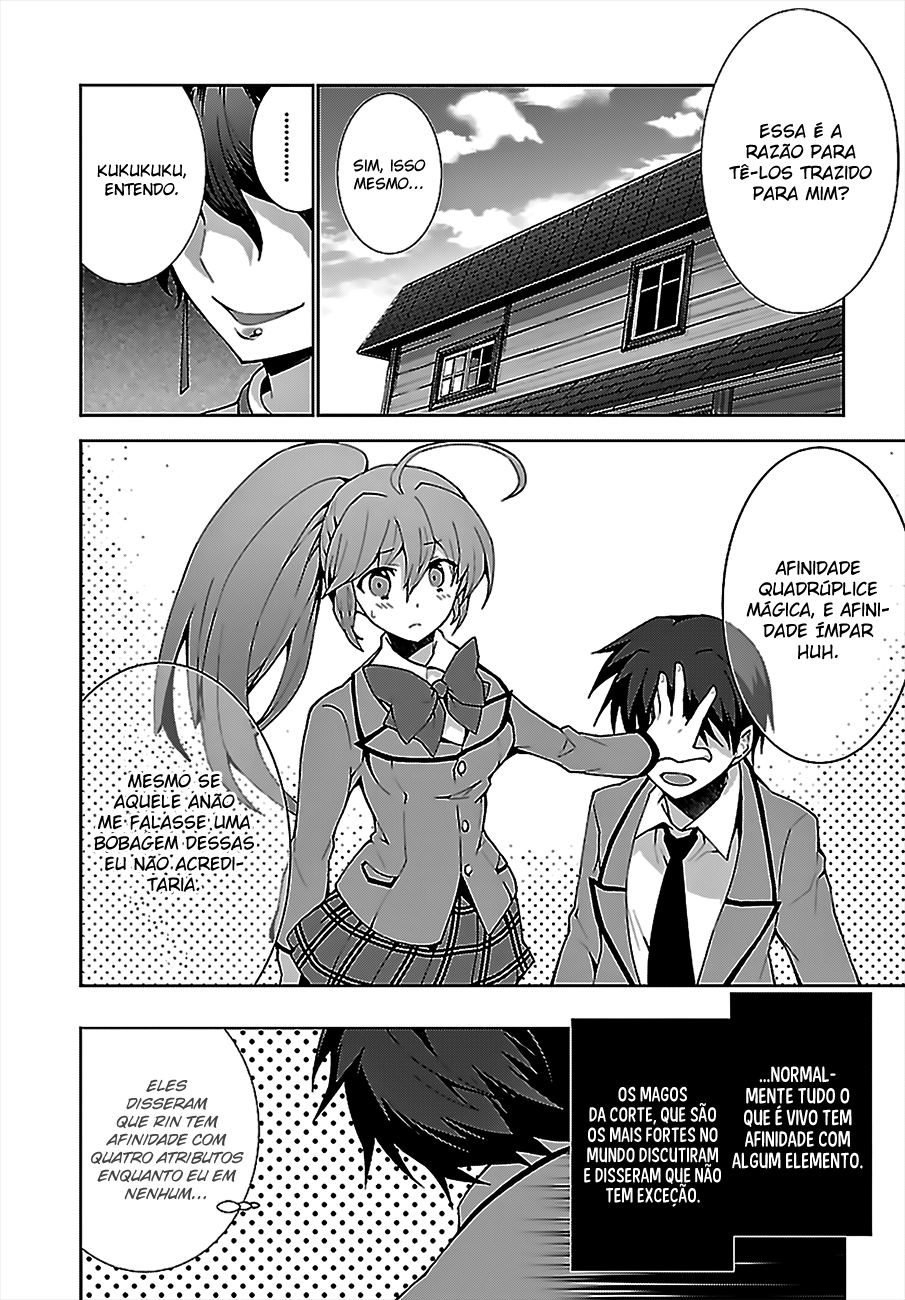 ESSA É A
RAZÃO PARA
TÊ-LOS TRAZIDO
PARA MIM?
SIM, ISSO
MESMO...
.........
KUKUKUKU,
ENTENDO.
AFINIDADE
QUADRÚPLICE
MÁGICA, E AFINI-
DADE ÍMPAR
HUH.
MESMO SE
AQUELE ANÃO
ME FALASSE UMA
BOBAGEM DESSAS
EU NÃO ACREDI-
TARIA.
...NORMAL-
MENTE TUDO O
QUE É VIVO TEM
AFINIDADE COM
ALGUM ELEMENTO.
OS MAGOS
DA CORTE, QUE SÃO
OS MAIS FORTES NO
MUNDO DISCUTIRAM
E DISSERAM QUE NÃO
TEM EXCEÇÃO.
ELES
DISSERAM
QUE RIN TEM
AFINIDADE COM
QUATRO ATRIBUTOS
ENQUANTO EU EM
NENHUM...